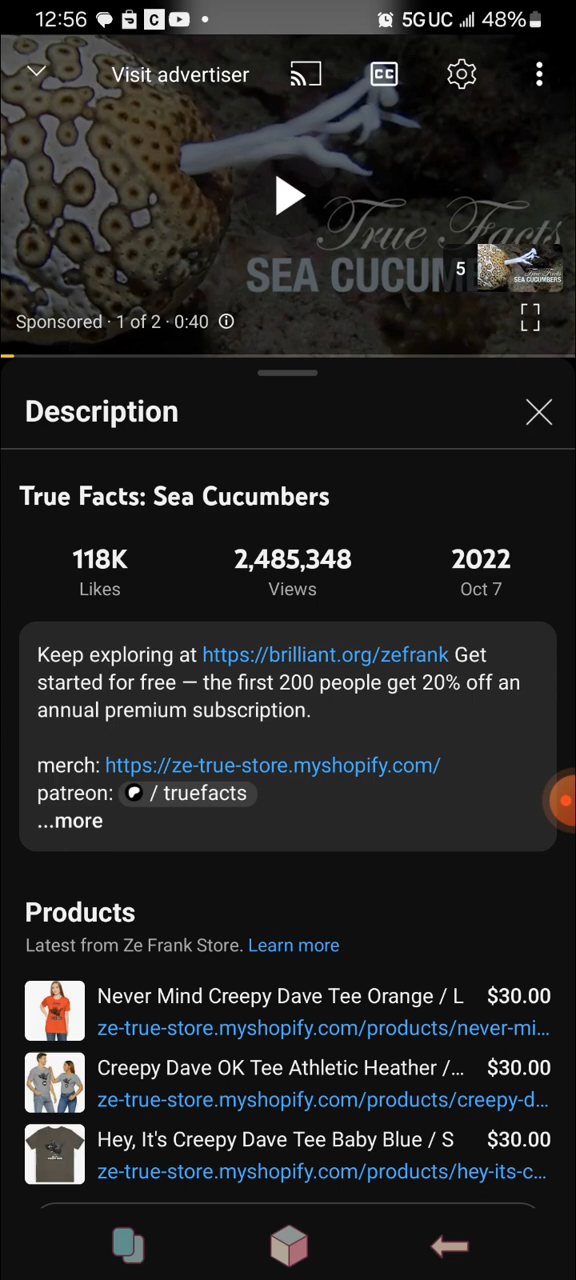 12:56
C
5G UC
48%
Visit advertiser
CC
True Facts
SEA CUCUM
5
True Facts
SEA CUCUMBERS
Sponsored · 1 of 2 · 0:40
Description
True Facts: Sea Cucumbers
118K
2,485,348
2022
Likes
Views
Oct 7
Keep exploring at https://brilliant.org/zefrank Get
started for free — the first 200 people get 20% off an
annual premium subscription.
merch: https://ze-true-store.myshopify.com/
patreon: / truefacts
...more
Products
Latest from Ze Frank Store. Learn more
Never Mind Creepy Dave Tee Orange / L $30.00
ze-true-store.myshopify.com/products/never-mi...
Creepy Dave OK Tee Athletic Heather /... $30.00
ze-true-store.myshopify.com/products/creepy-d...
Hey, It's Creepy Dave Tee Baby Blue / S $30.00
ze-true-store.myshopify.com/products/hey-its-c...